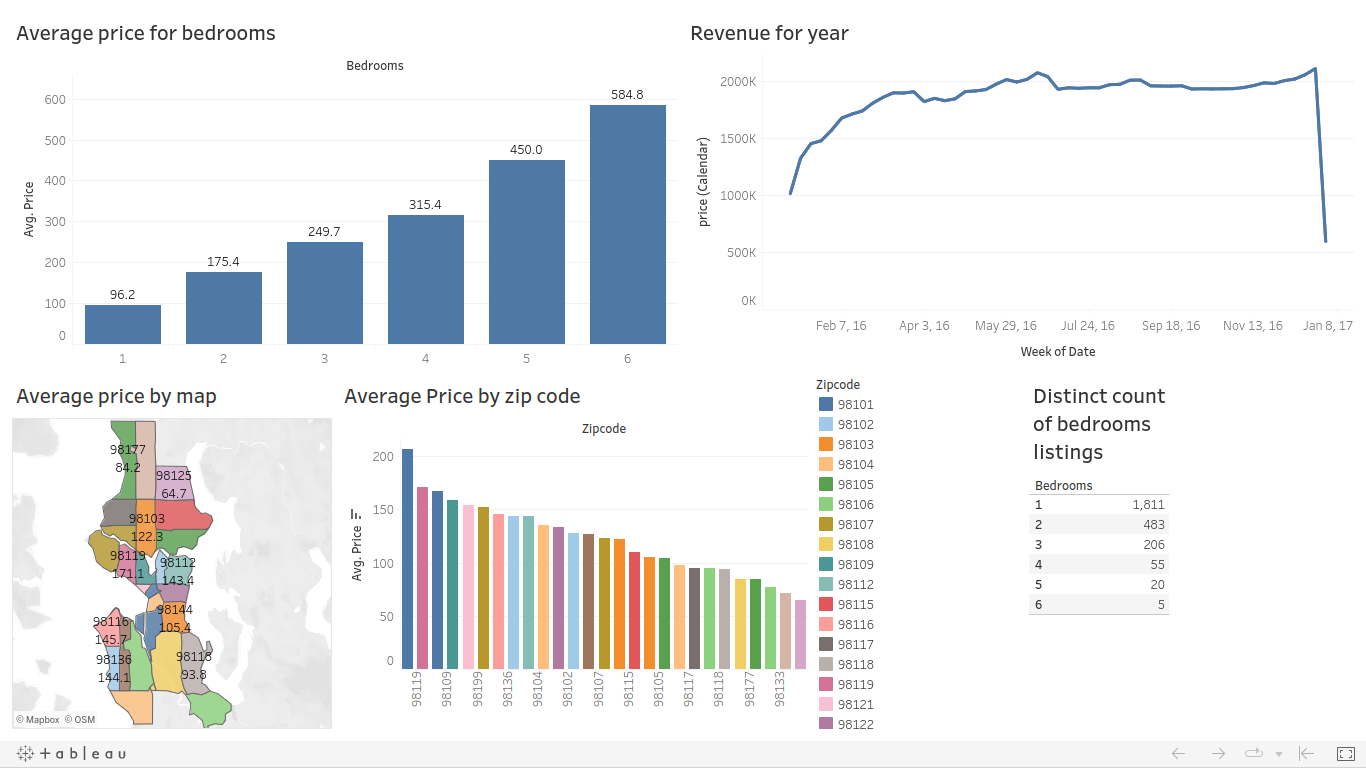 Average price for bedrooms
Bedrooms
Avg. Price
600
500
400
300
200
100
0
96.2
175.4
249.7
315.4
450.0
584.8
1
2
3
4
5
6
Revenue for year
price (Calendar)
2000K
1500K
1000K
500K
0K
Feb 7, 16
Apr 3, 16
May 29, 16
Jul 24, 16
Sep 18, 16
Nov 13, 16
Jan 8, 17
Week of Date
Average price by map
98177
84.2
98125
64.7
98103
122.3
98119
171.1
98112
143.4
98144
105.4
98116
145.7
98136
144.1
98118
93.8
© Mapbox © OSM
Average Price by zip code
Zipcode
Avg. Price
200
150
100
50
0
98119
98109
98199
98136
98104
98102
98107
98115
98105
98117
98118
98177
98133
Zipcode
98101
98102
98103
98104
98105
98106
98107
98108
98109
98112
98115
98116
98117
98118
98119
98121
98122
Distinct count
of bedrooms
listings
Bedrooms
1 1,811
2 483
3 206
4 55
5 20
6 5
+ableau